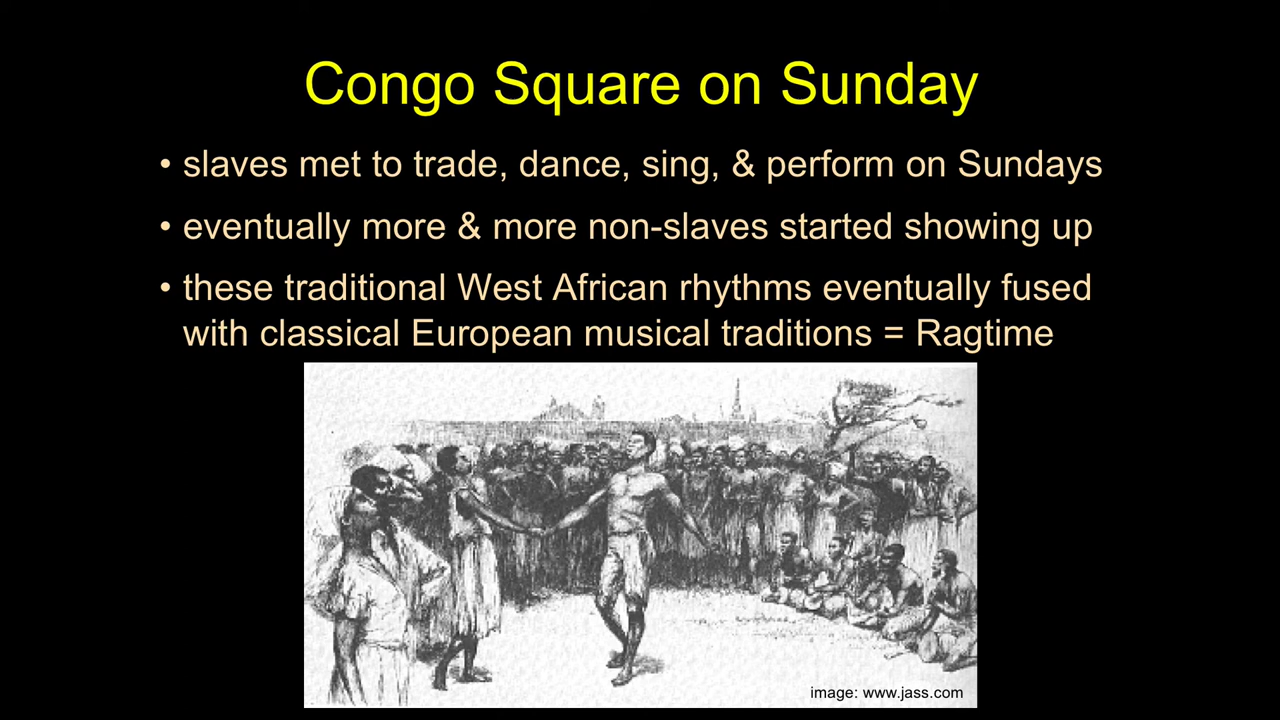 Congo Square on Sunday
• slaves met to trade, dance, sing, & perform on Sundays
• eventually more & more non-slaves started showing up
• these traditional West African rhythms eventually fused
with classical European musical traditions = Ragtime
image: www.jass.com